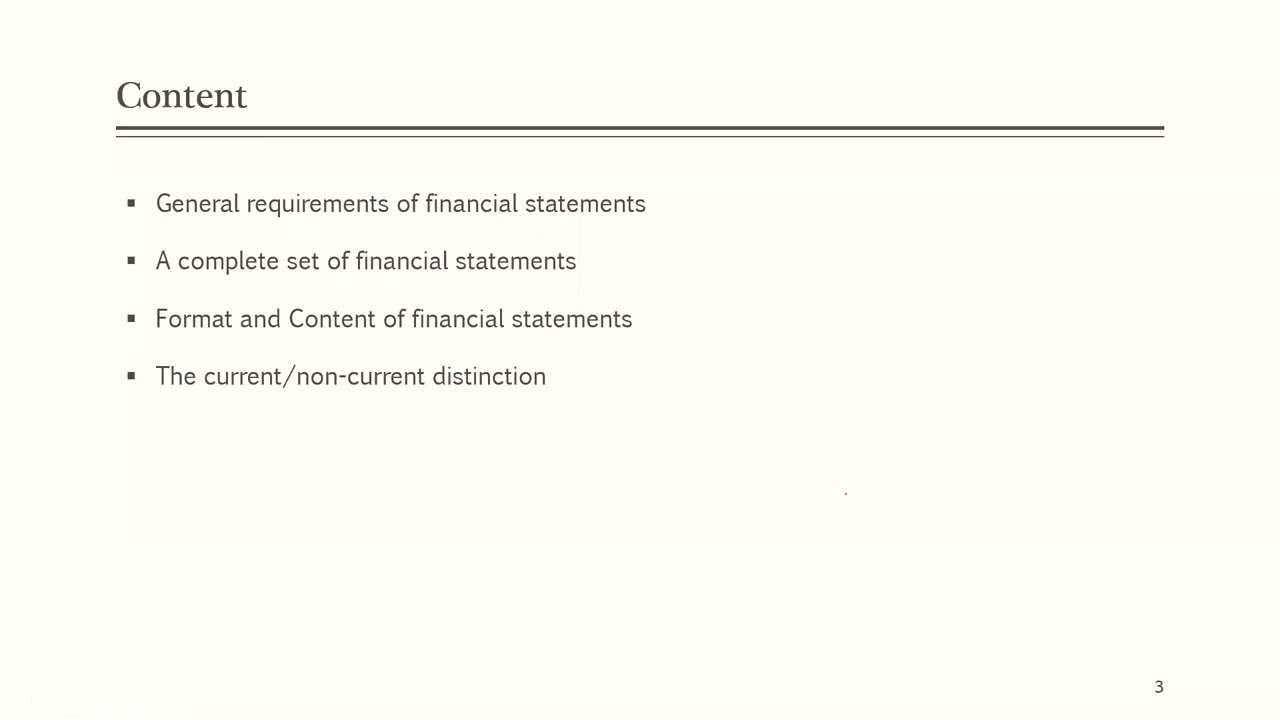 Content
▪ General requirements of financial statements
▪ A complete set of financial statements
▪ Format and Content of financial statements
▪ The current/non-current distinction
3